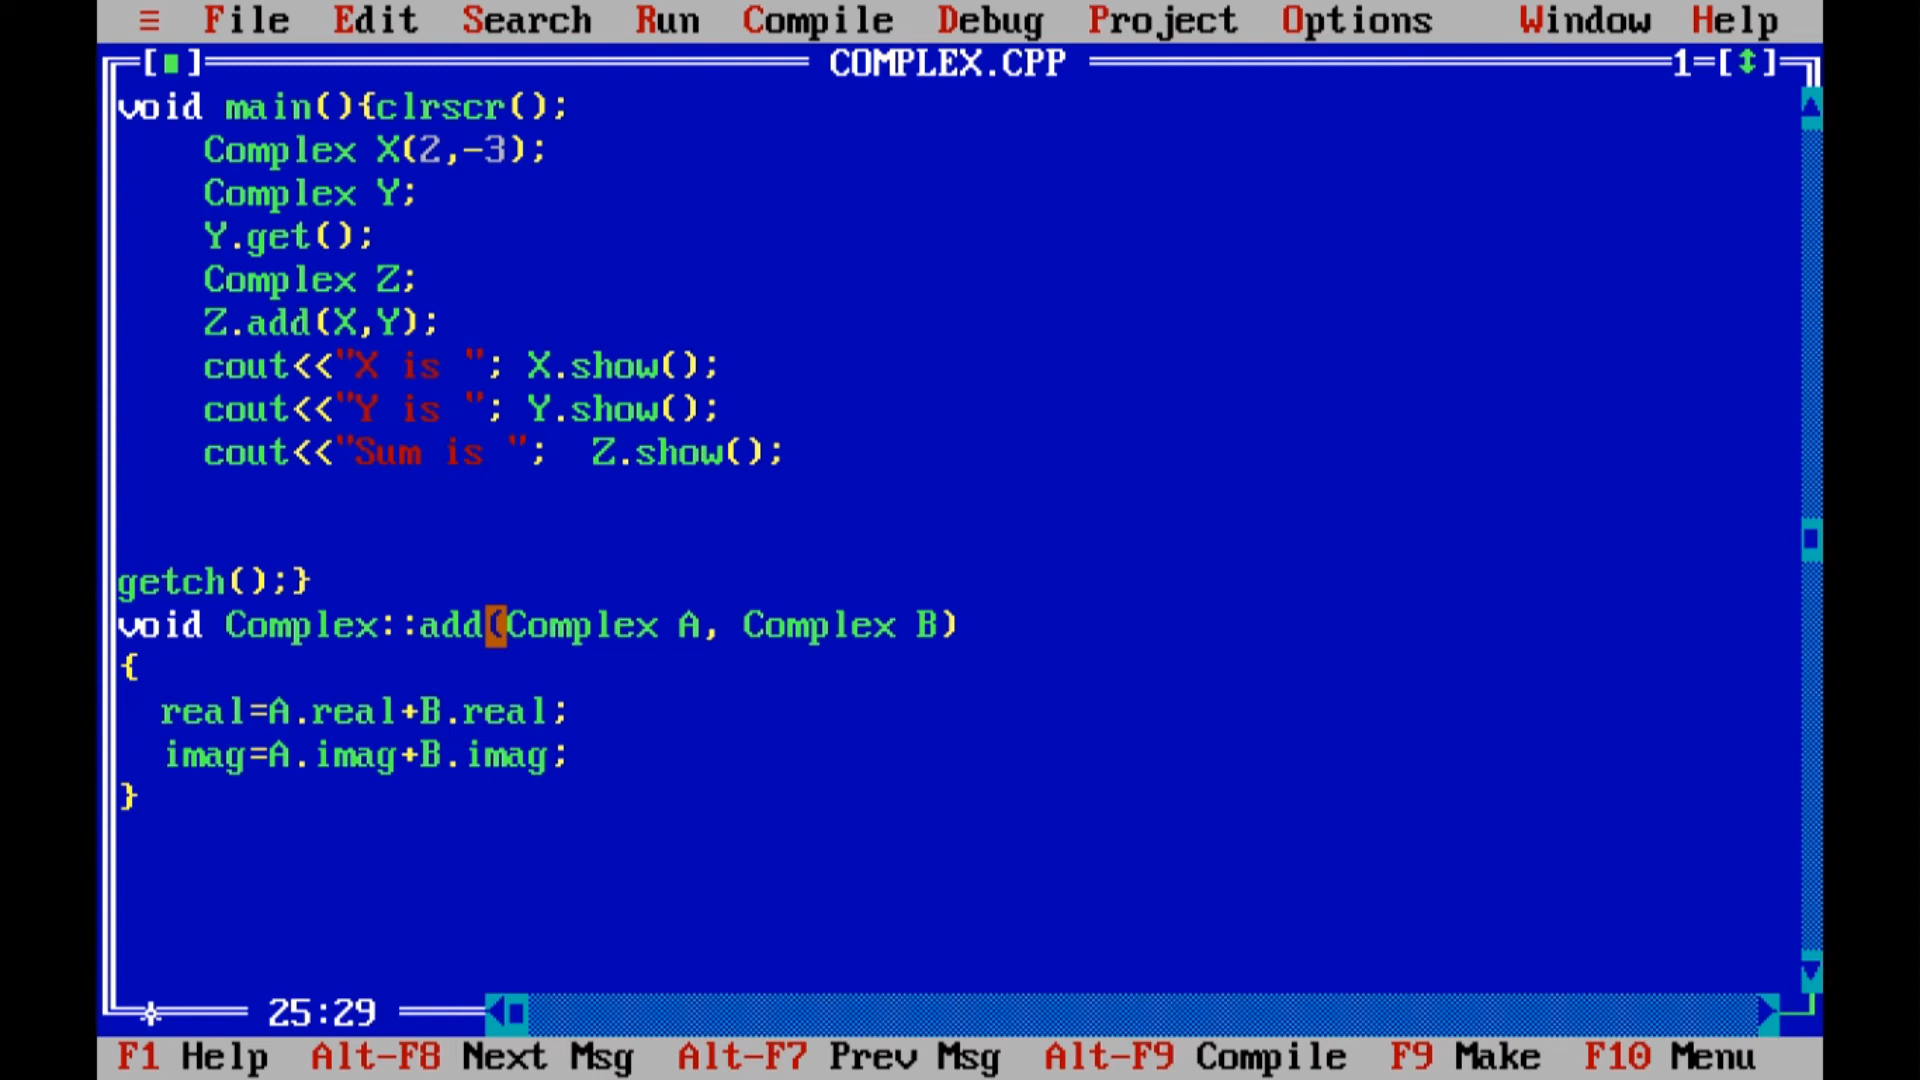 ≡ File Edit Search Run Compile Debug Project Options Window Help
[■] COMPLEX.CPP 1=[↕]
void main(){clrscr();
    Complex X(2,-3);
    Complex Y;
    Y.get();
    Complex Z;
    Z.add(X,Y);
    cout<<"X is "; X.show();
    cout<<"Y is "; Y.show();
    cout<<"Sum is ";  Z.show();
getch();}
void Complex::add(Complex A, Complex B)
{
  real=A.real+B.real;
  imag=A.imag+B.imag;
}
25:29
F1 Help Alt-F8 Next Msg Alt-F7 Prev Msg Alt-F9 Compile F9 Make F10 Menu